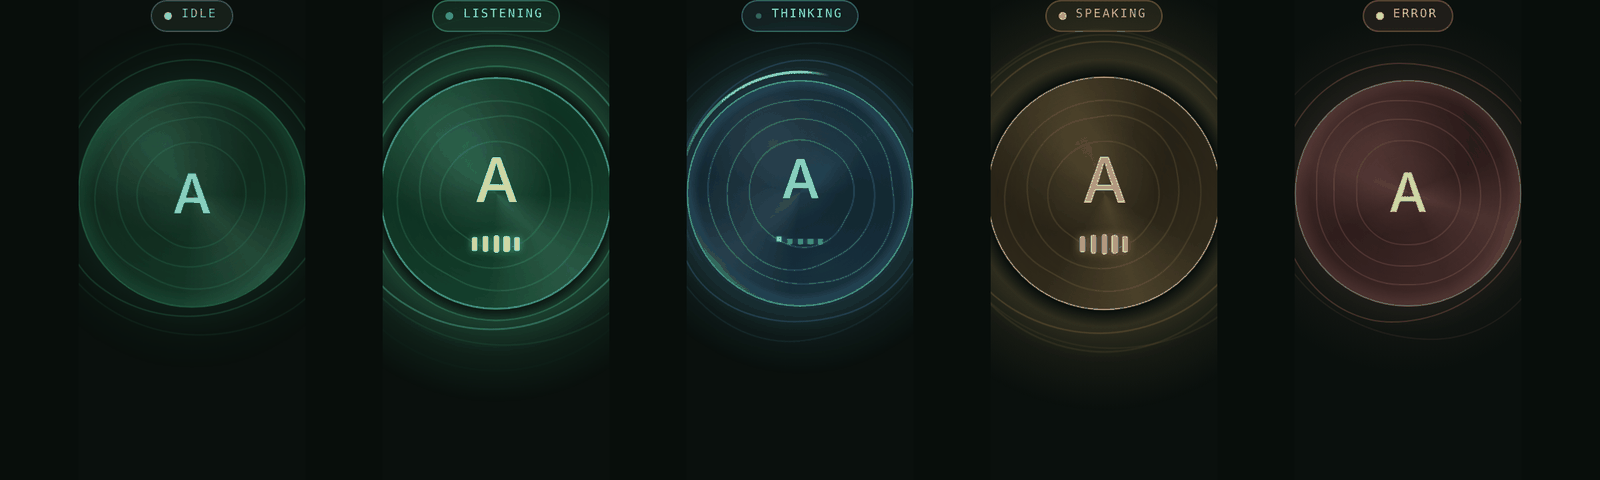 IDLE
LISTENING
THINKING
SPEAKING
ERROR
A
A
A
A
A